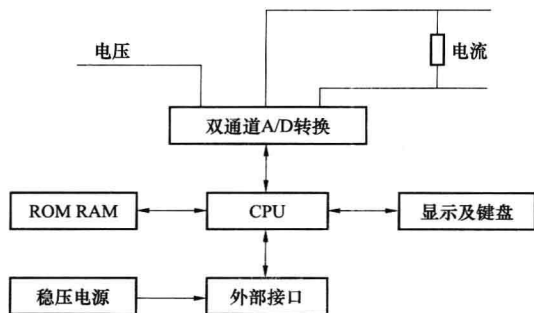 电压
电流
双通道A/D转换
ROM RAM
CPU
显示及键盘
稳压电源
外部接口